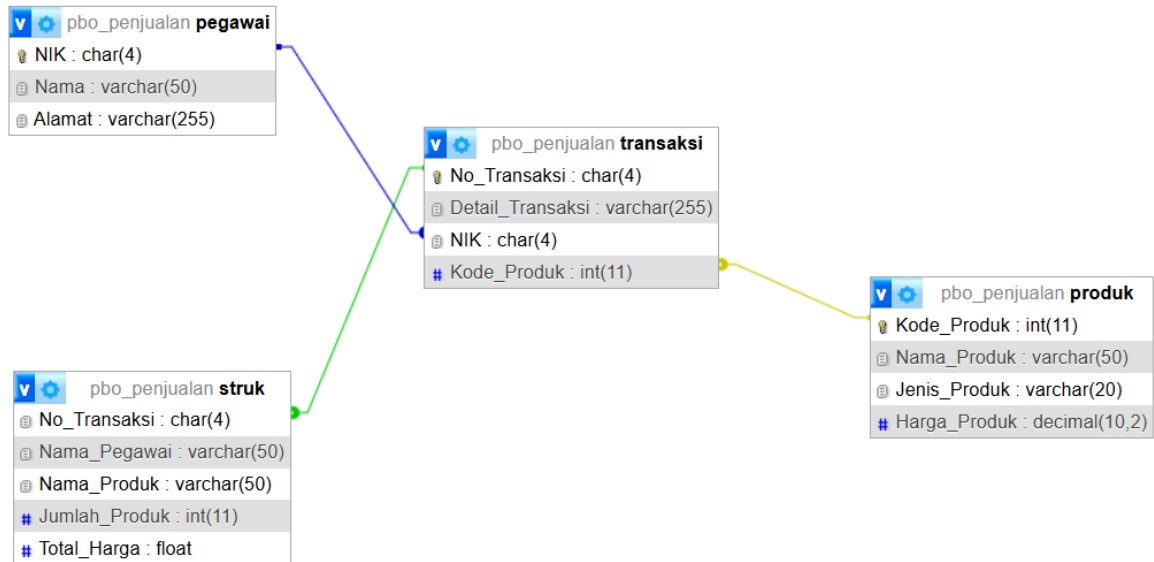 V pbo_penjualan pegawai
NIK : char(4)
Nama : varchar(50)
Alamat : varchar(255)
V pbo_penjualan transaksi
No_Transaksi : char(4)
Detail_Transaksi : varchar(255)
NIK : char(4)
# Kode_Produk : int(11)
V pbo_penjualan produk
Kode_Produk : int(11)
Nama_Produk : varchar(50)
Jenis_Produk : varchar(20)
# Harga_Produk : decimal(10,2)
V pbo_penjualan struk
No_Transaksi : char(4)
Nama_Pegawai : varchar(50)
Nama_Produk : varchar(50)
# Jumlah_Produk : int(11)
# Total_Harga : float